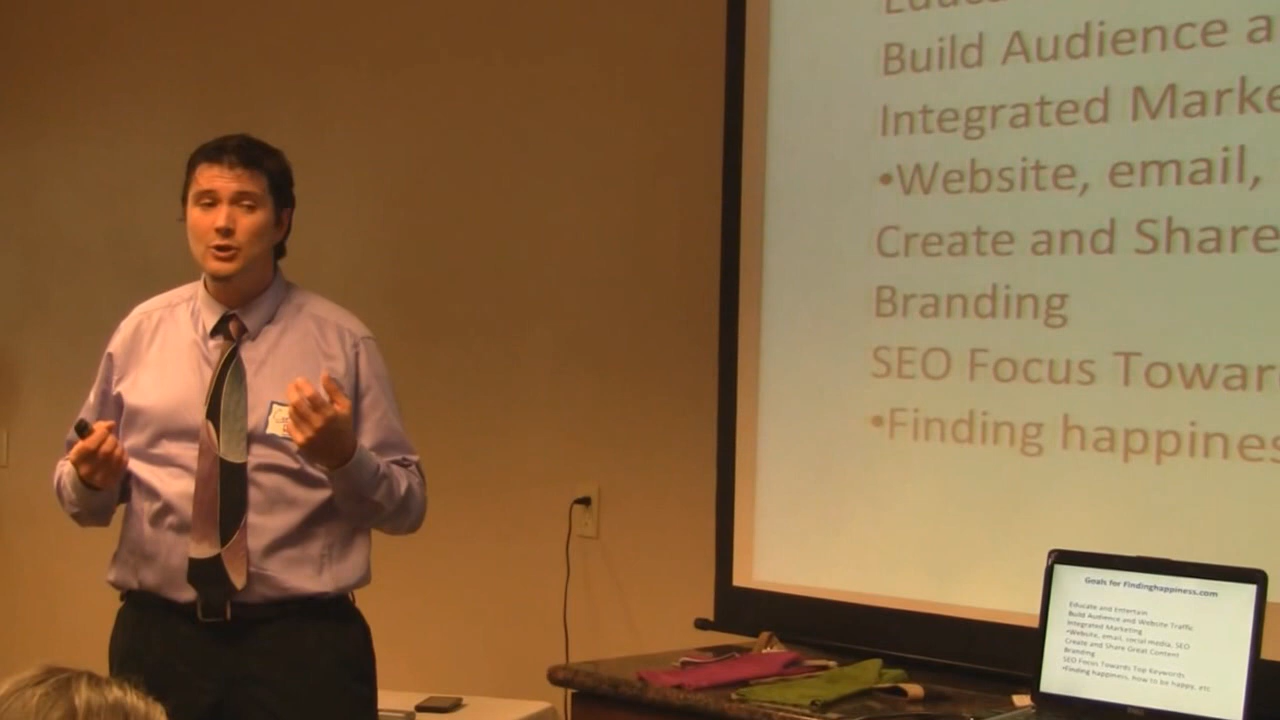 Educa
Build Audience a
Integrated Marke
•Website, email,
Create and Share
Branding
SEO Focus Towar
•Finding happines
Goals for Findinghappiness.com
Educate and Entertain
Build Audience and Website Traffic
Integrated Marketing
•Website, email, social media, SEO
Create and Share Great Content
Branding
SEO Focus Towards Top Keywords
•Finding happiness, how to be happy, etc